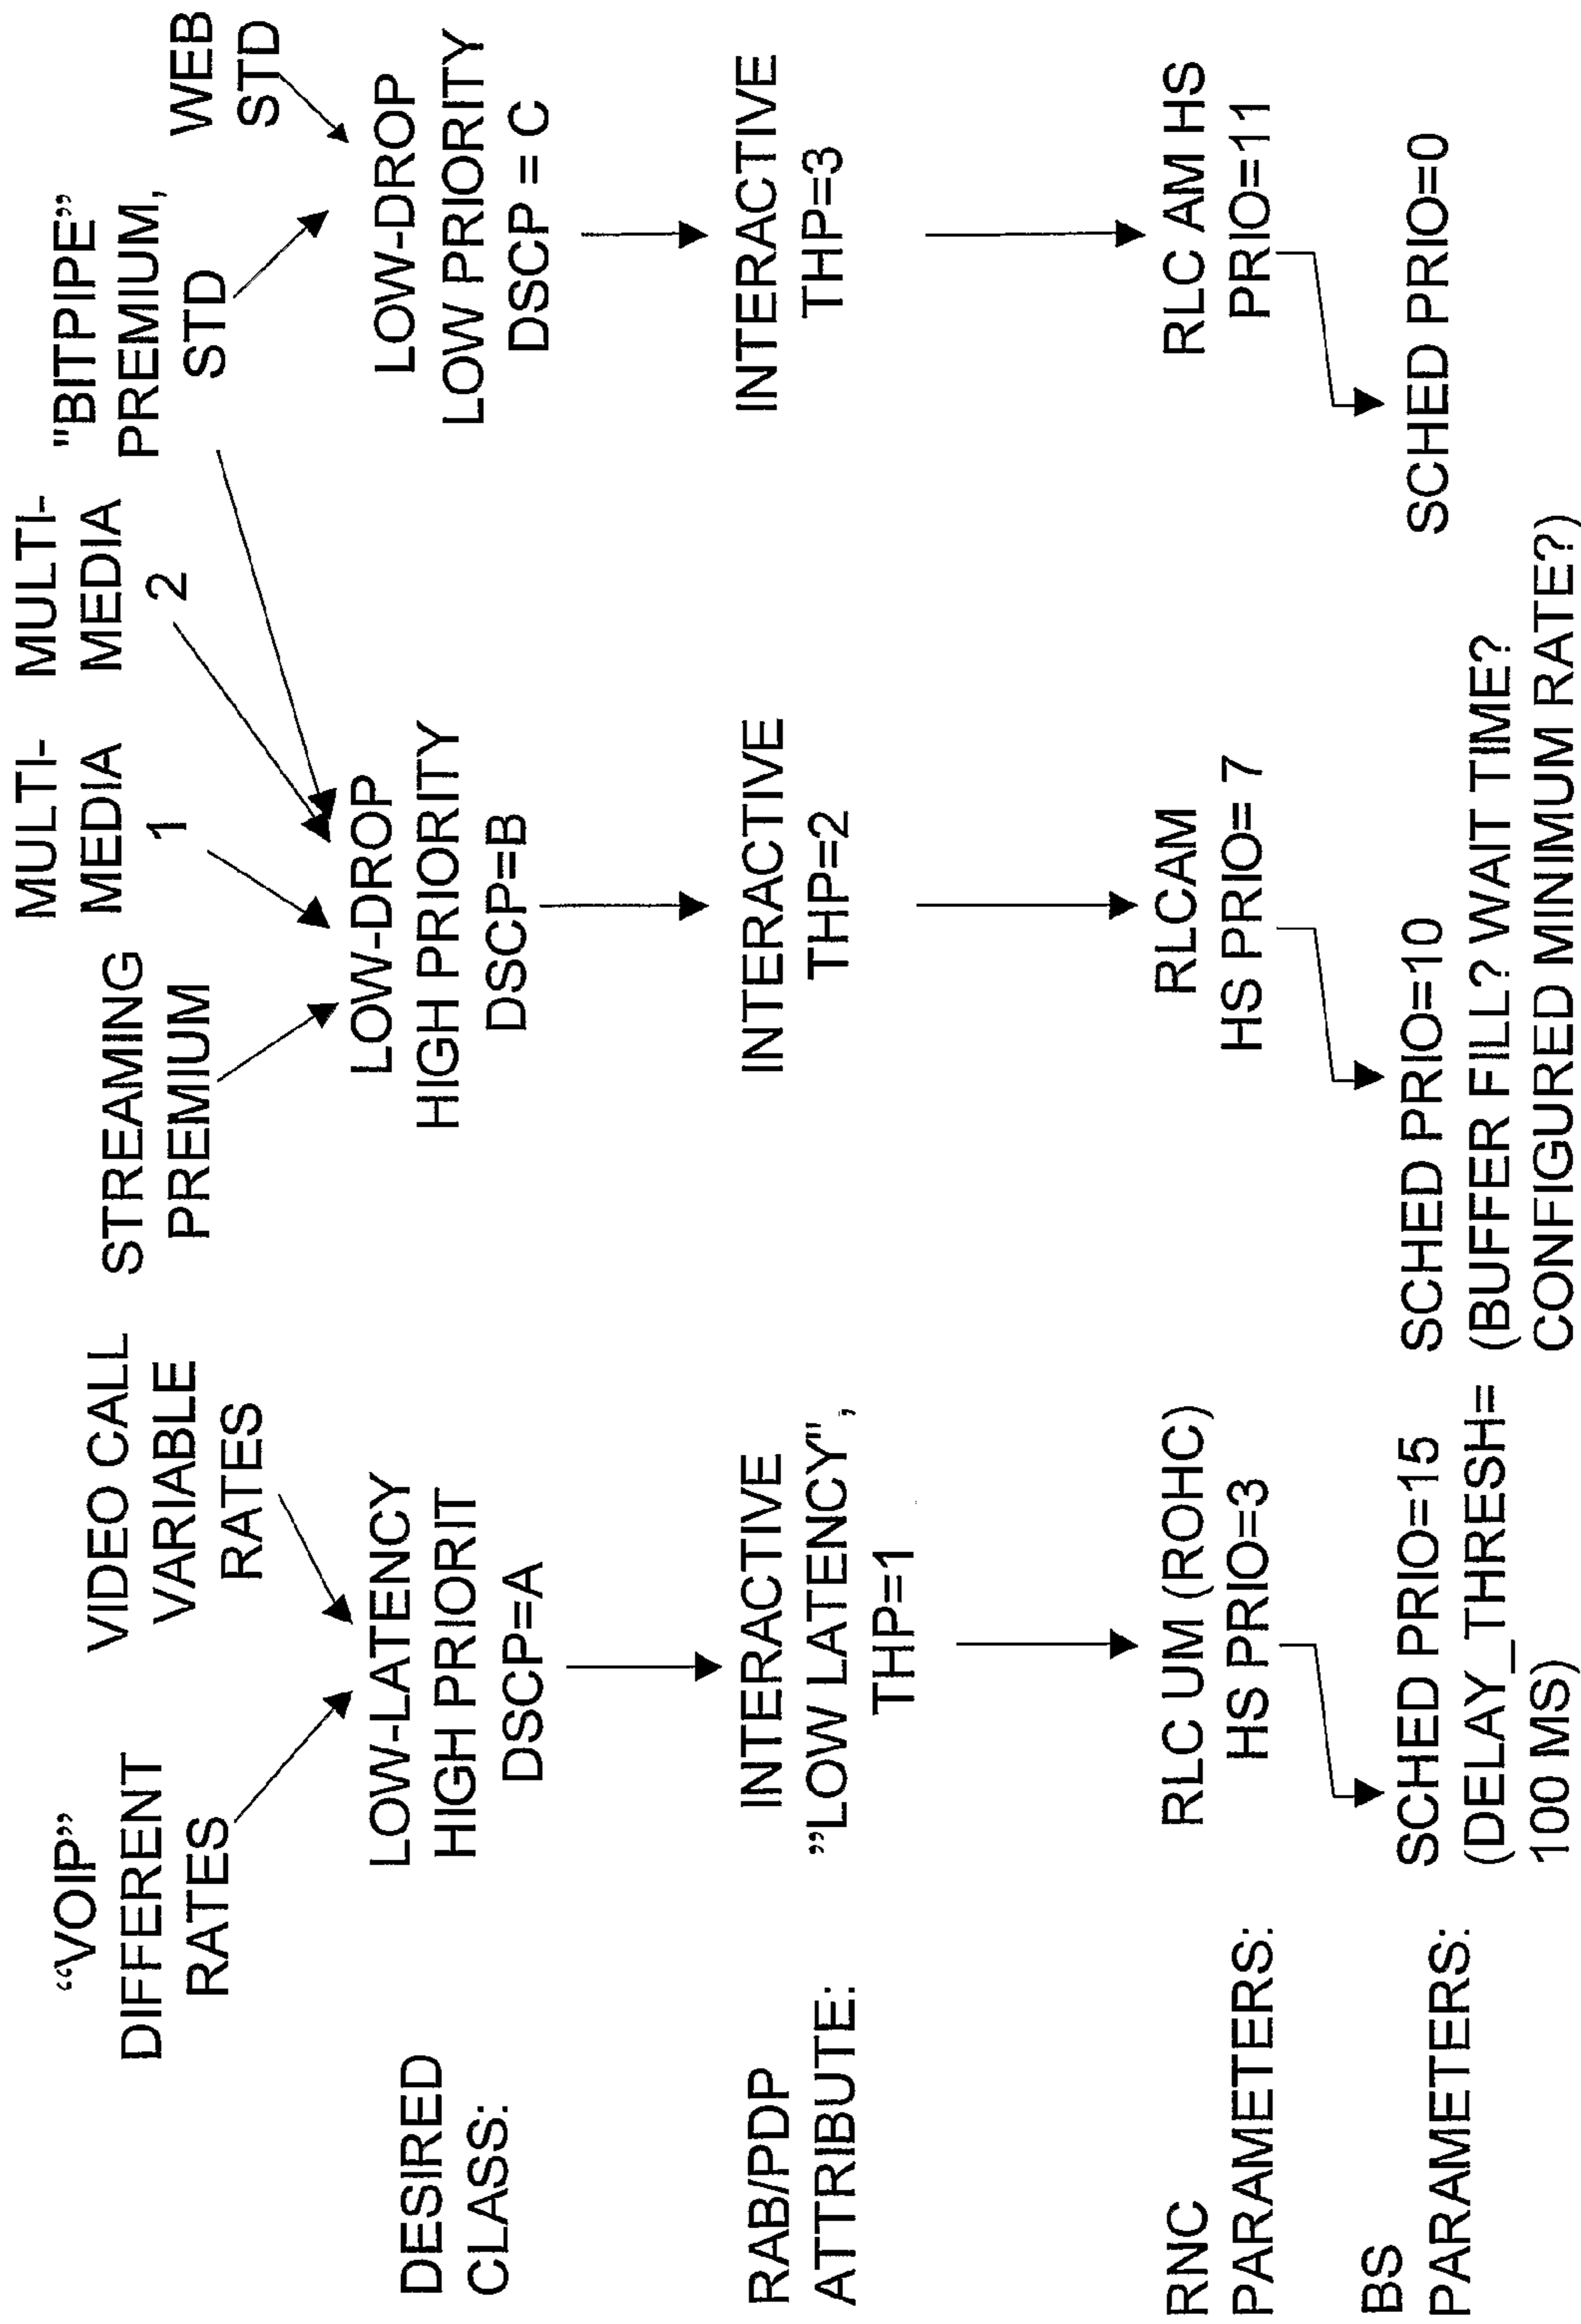 “VOIP”
DIFFERENT
RATES
VIDEO CALL
VARIABLE
RATES
STREAMING
PREMIUM
MULTI-
MEDIA
1
MULTI-
MEDIA
2
"BITPIPE”
PREMIUM,
STD
WEB
STD
DESIRED
CLASS:
LOW-LATENCY
HIGH PRIORIT
DSCP=A
LOW-DROP
HIGH PRIORITY
DSCP=B
LOW-DROP
LOW PRIORITY
DSCP = C
RAB/PDP
ATTRIBUTE:
INTERACTIVE
”LOW LATENCY",
THP=1
INTERACTIVE
THP=2
INTERACTIVE
THP=3
RNC
PARAMETERS:
RLC UM (ROHC)
HS PRIO=3
RLCAM
HS PRIO= 7
RLC AM HS
PRIO=11
BS
PARAMETERS:
SCHED PRIO=15
(DELAY_THRESH=
100 MS)
SCHED PRIO=10
(BUFFER FILL? WAIT TIME?
CONFIGURED MINIMUM RATE?)
SCHED PRIO=0